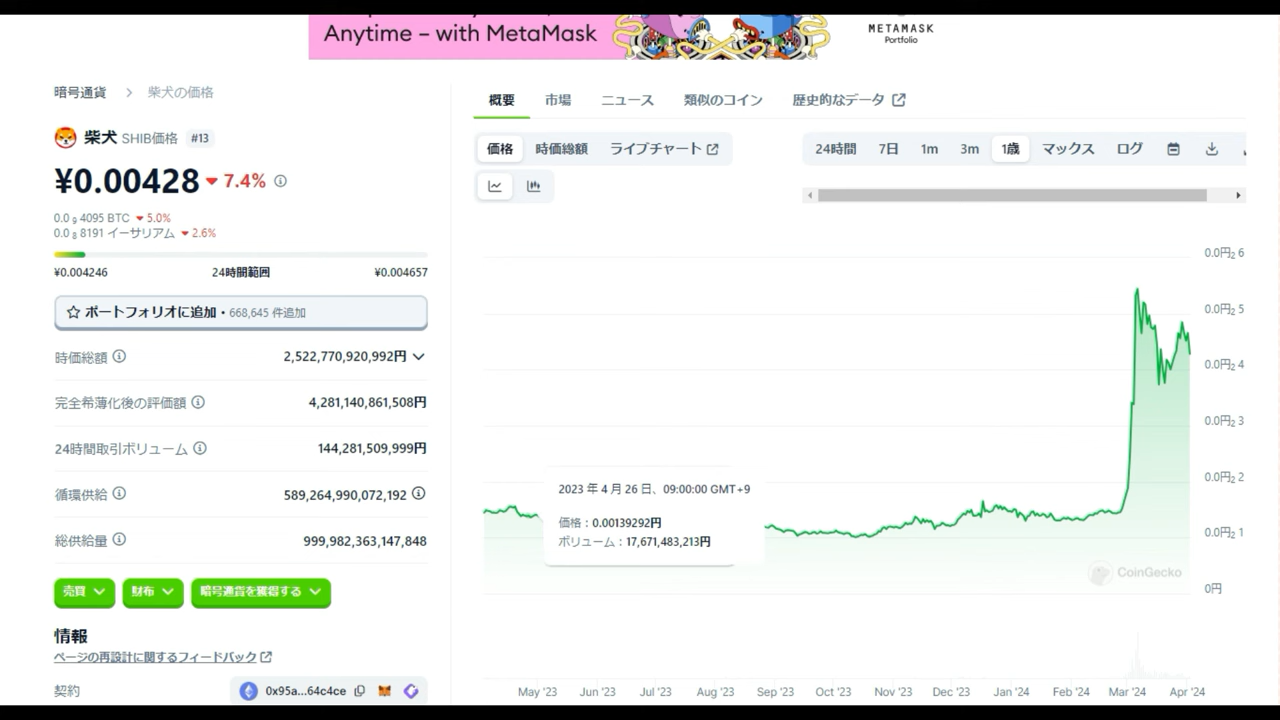 Anytime – with MetaMask
METAMASK
Portfolio
暗号通貨 > 柴犬の価格
柴犬 SHIB価格 #13
¥0.00428 7.4%
0.0 9 4095 BTC 5.0%
0.0 8 8191 イーサリアム 2.6%
¥0.004246 24時間範囲 ¥0.004657
ポートフォリオに追加 • 668,645 件追加
時価総額 2,522,770,920,992円
完全希薄化後の評価額 4,281,140,861,508円
24時間取引ボリューム 144,281,509,999円
循環供給 589,264,990,072,192
総供給量 999,982,363,147,848
売買 財布 暗号通貨を獲得する
情報
ページの再設計に関するフィードバック
契約 0x95a...64c4ce
概要 市場 ニュース 類似のコイン 歴史的なデータ
価格 時価総額 ライブチャート 24時間 7日 1m 3m 1歳 マックス ログ
0.0円2 6
0.0円2 5
0.0円2 4
0.0円2 3
0.0円2 2
0.0円2 1
0円
2023 年 4 月 26 日、09:00:00 GMT+9
価格：0.00139292円
ボリューム：17,671,483,213円
CoinGecko
May '23 Jun '23 Jul '23 Aug '23 Sep '23 Oct '23 Nov '23 Dec '23 Jan '24 Feb '24 Mar '24 Apr '24